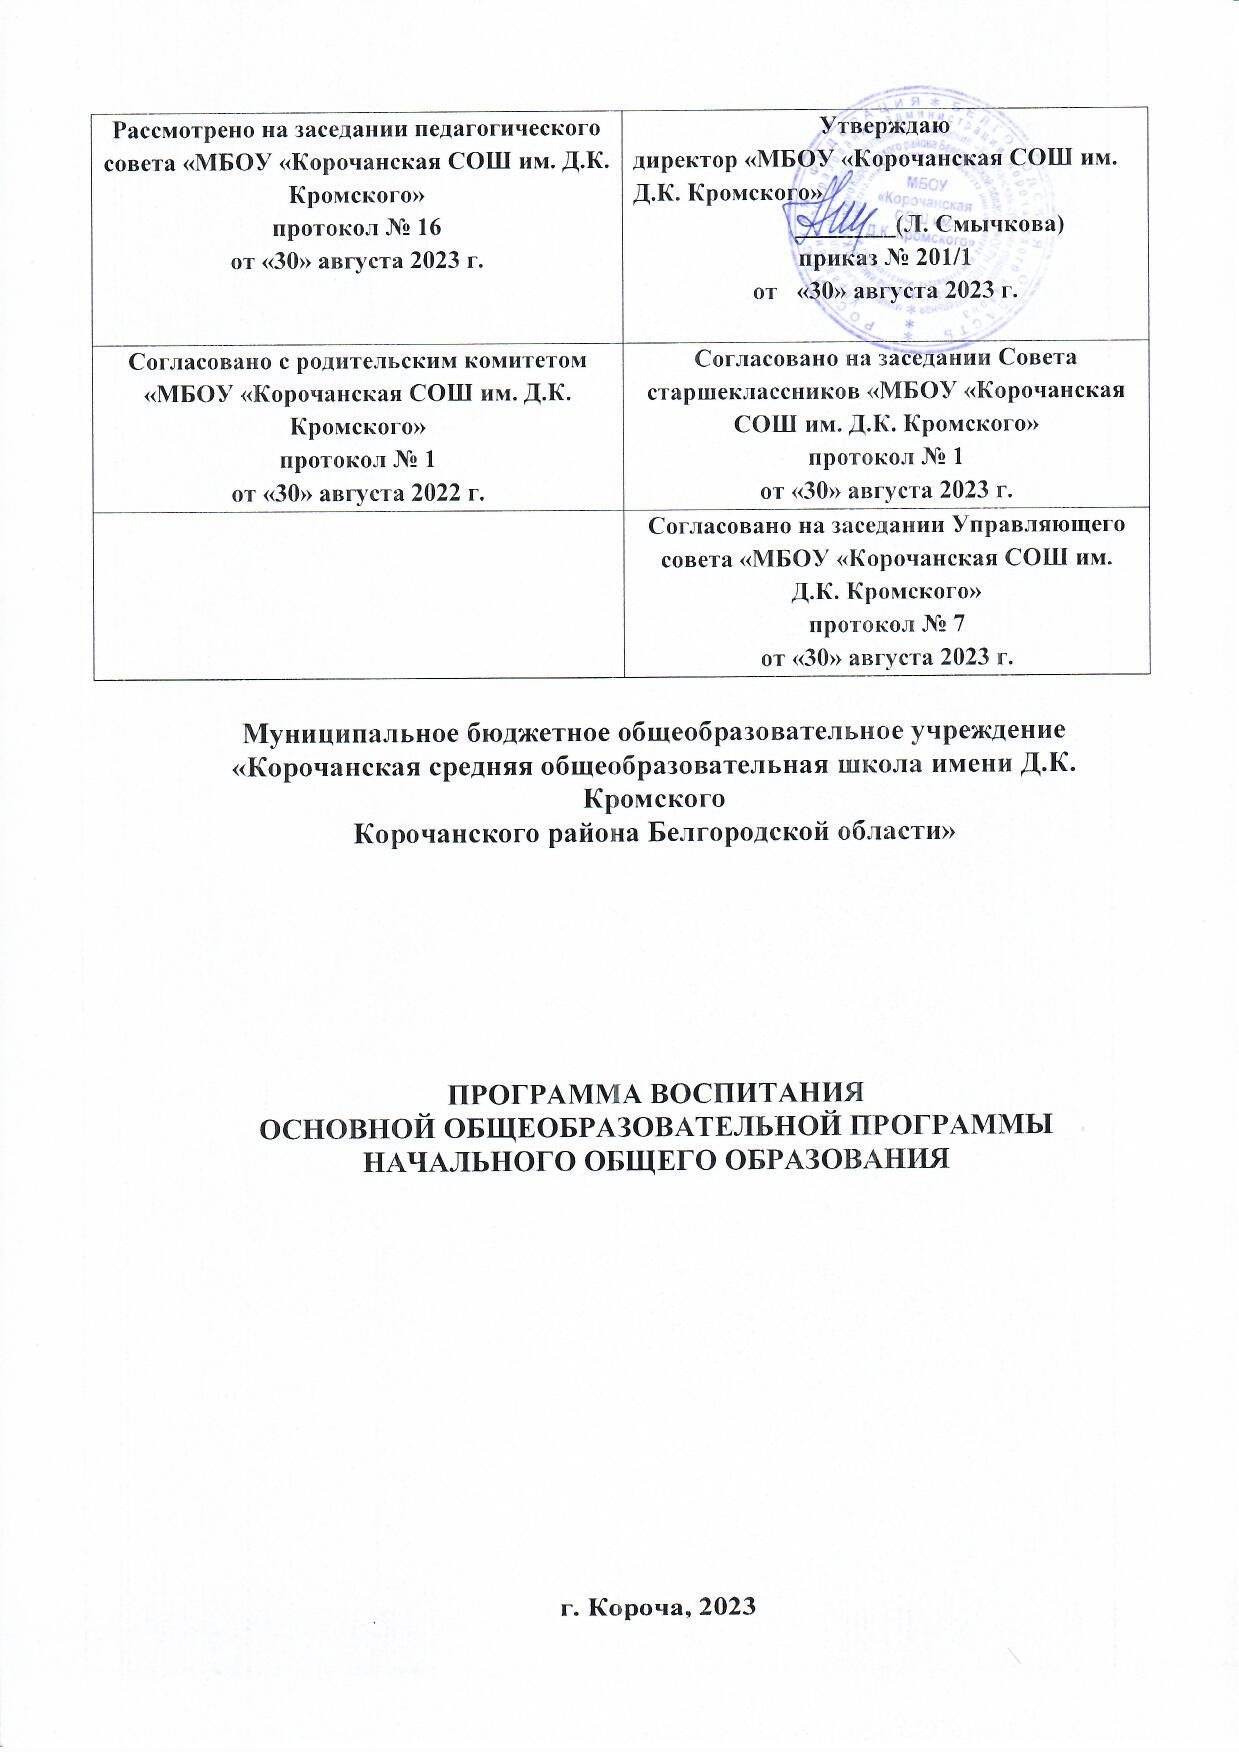 Рассмотрено на заседании педагогического
совета «МБОУ «Корочанская СОШ им. Д.К.
Кромского»
протокол № 16
от «30» августа 2023 г.
Утверждаю
директор «МБОУ «Корочанская СОШ им.
Д.К. Кромского»
(Л. Смычкова)
приказ № 201/1
от «30» августа 2023 г.
МБОУ
«Корочанская
СОШ им.
Д.К. Кромского»
Согласовано с родительским комитетом
«МБОУ «Корочанская СОШ им. Д.К.
Кромского»
протокол № 1
от «30» августа 2022 г.
Согласовано на заседании Совета
старшеклассников «МБОУ «Корочанская
СОШ им. Д.К. Кромского»
протокол № 1
от «30» августа 2023 г.
Согласовано на заседании Управляющего
совета «МБОУ «Корочанская СОШ им.
Д.К. Кромского»
протокол № 7
от «30» августа 2023 г.
Муниципальное бюджетное общеобразовательное учреждение
«Корочанская средняя общеобразовательная школа имени Д.К.
Кромского
Корочанского района Белгородской области»
ПРОГРАММА ВОСПИТАНИЯ
ОСНОВНОЙ ОБЩЕОБРАЗОВАТЕЛЬНОЙ ПРОГРАММЫ
НАЧАЛЬНОГО ОБЩЕГО ОБРАЗОВАНИЯ
г. Короча, 2023